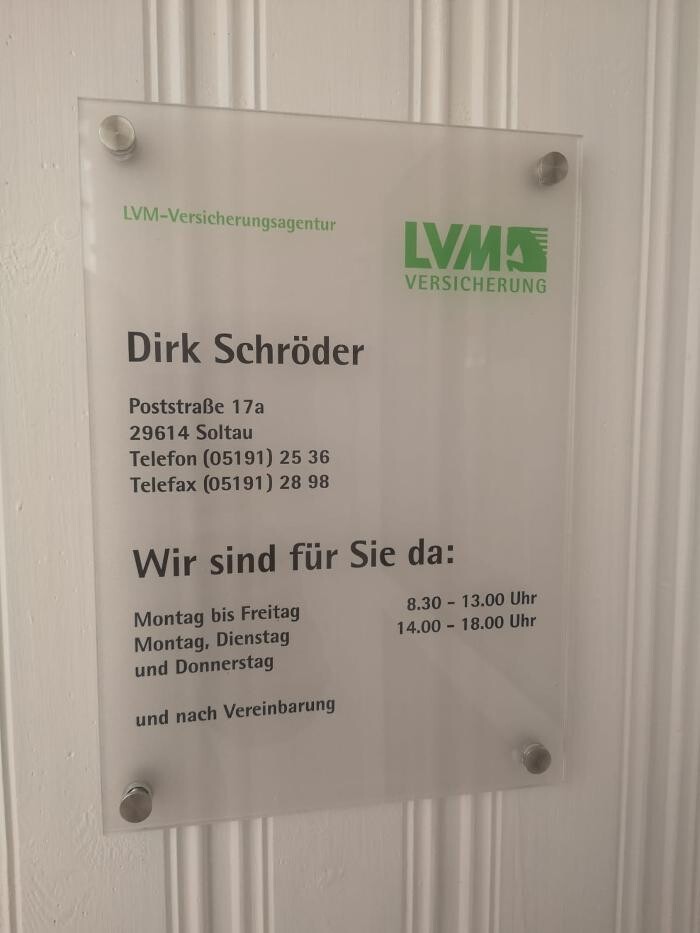 LVM-Versicherungsagentur
LVM
VERSICHERUNG
Dirk Schröder
Poststraße 17a
29614 Soltau
Telefon (05191) 25 36
Telefax (05191) 28 98
Wir sind für Sie da:
Montag bis Freitag 8.30 - 13.00 Uhr
Montag, Dienstag 14.00 - 18.00 Uhr
und Donnerstag
und nach Vereinbarung